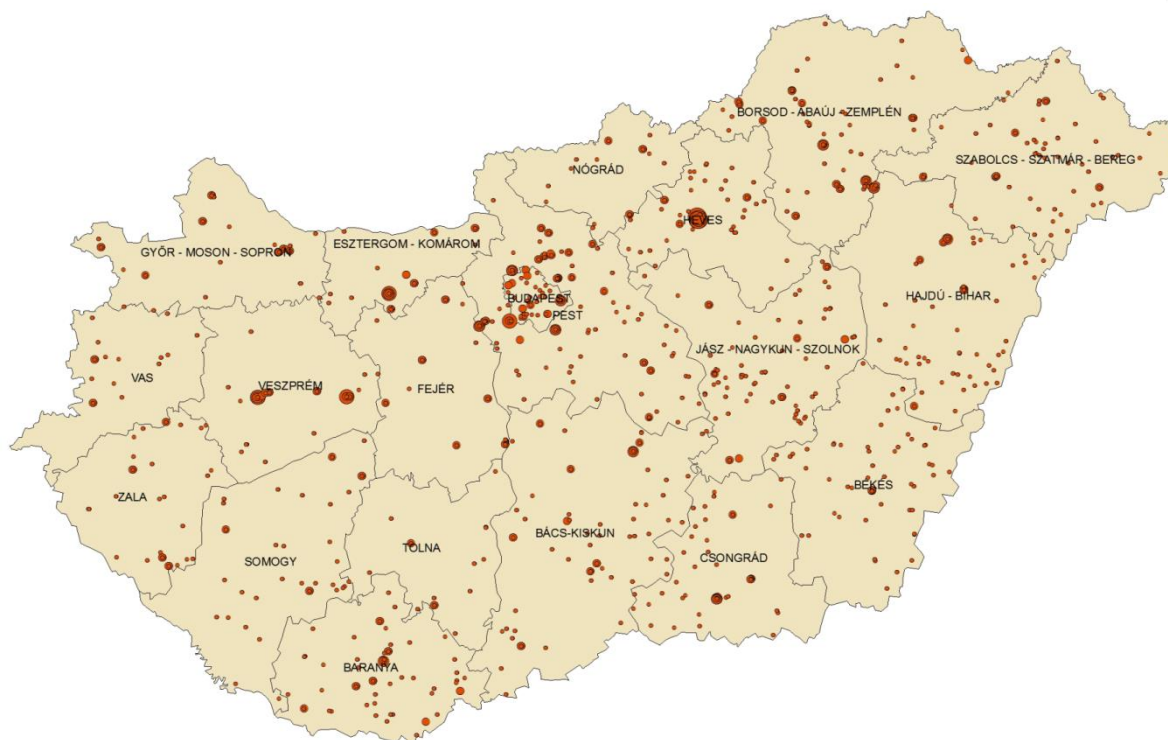 BORSOD - ABAÚJ - ZEMPLÉN
SZABOLCS - SZATMÁR - BEREG
NÓGRÁD
HEVES
ESZTERGOM - KOMÁROM
GYŐR - MOSON - SOPRON
BUDAPEST
PEST
HAJDÚ - BIHAR
JÁSZ - NAGYKUN - SZOLNOK
VAS
VESZPRÉM
FEJÉR
ZALA
BÉKÉS
BÁCS-KISKUN
TOLNA
CSONGRÁD
SOMOGY
BARANYA